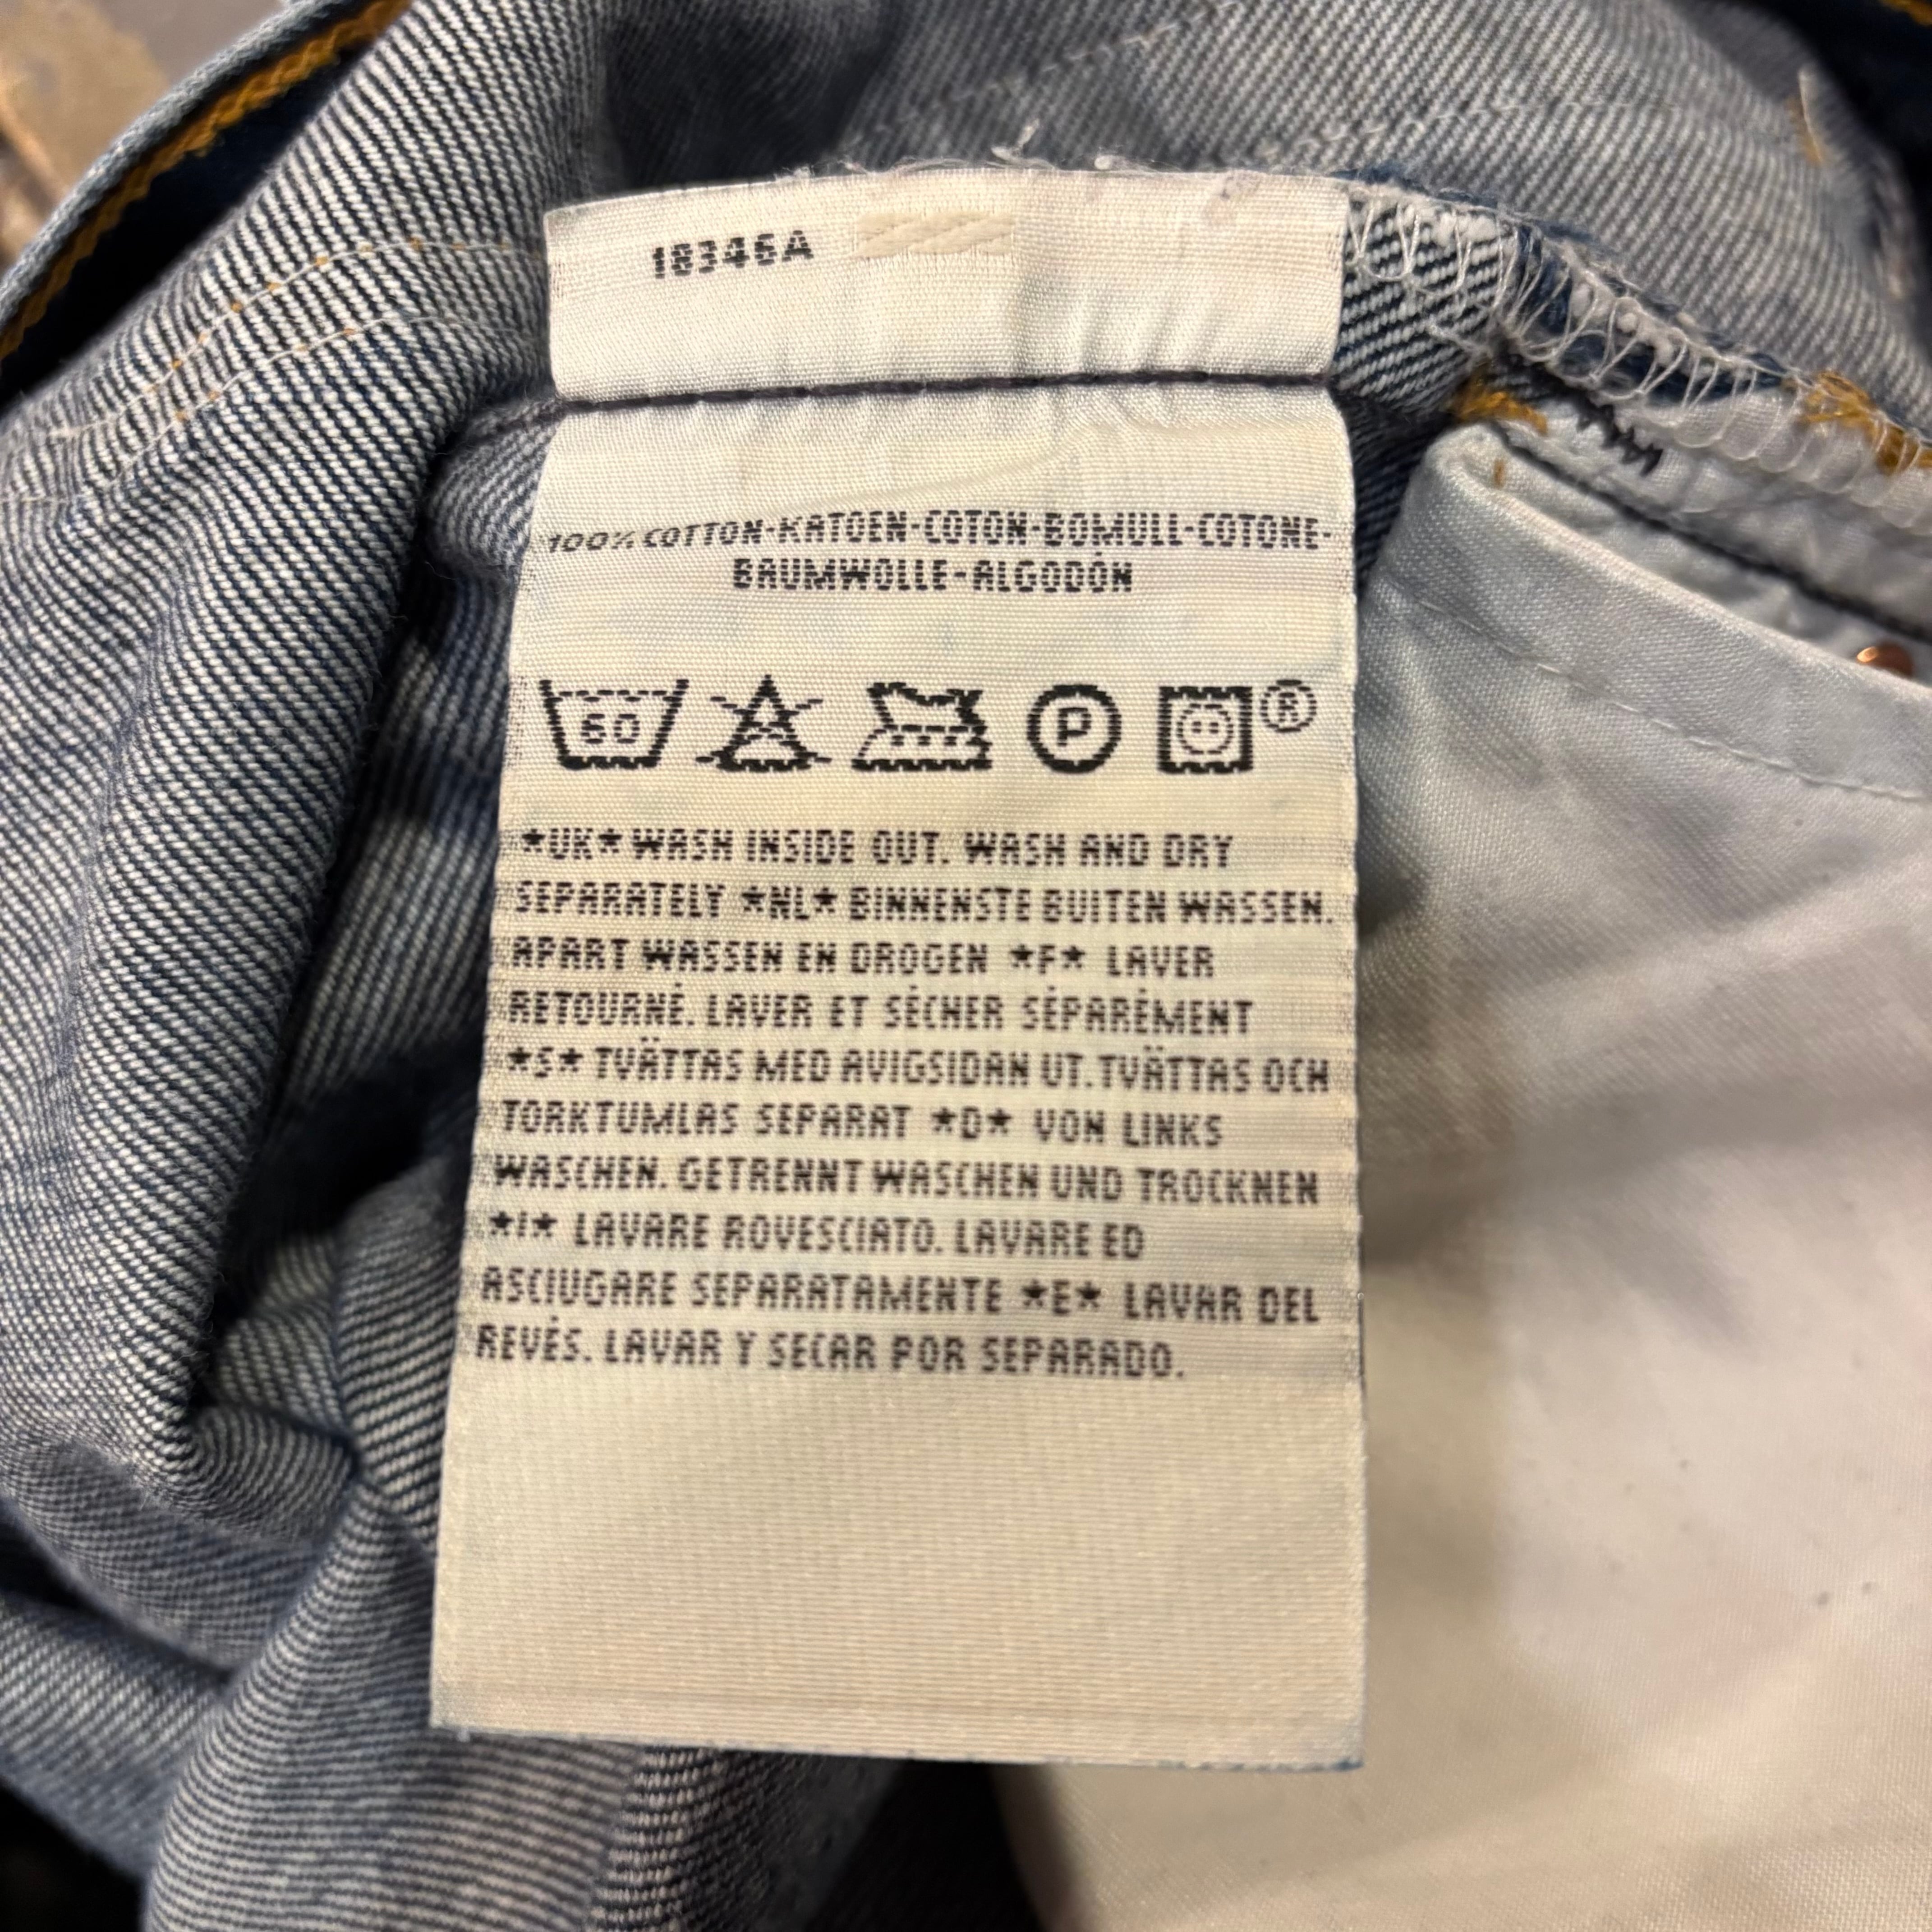 18346A
100% COTTON-KATOEN-COTON-BOMULL-COTONE-
BAUMWOLLE-ALGODÓN
60 P ®
*UK* WASH INSIDE OUT. WASH AND DRY
SEPARATELY *NL* BINNENSTE BUITEN WASSEN.
APART WASSEN EN DROGEN *F* LAVER
RETOURNÉ. LAVER ET SÉCHER SÉPARÉMENT
*S* TVÄTTAS MED AVIGSIDAN UT.TVÄTTAS OCH
TORKTUMLAS SEPARAT *D* VON LINKS
WASCHEN. GETRENNT WASCHEN UND TROCKNEN
*I* LAVARE ROVESCIATO. LAVARE ED
ASCIUGARE SEPARATAMENTE *E* LAVAR DEL
REVÉS. LAVAR Y SECAR POR SEPARADO.